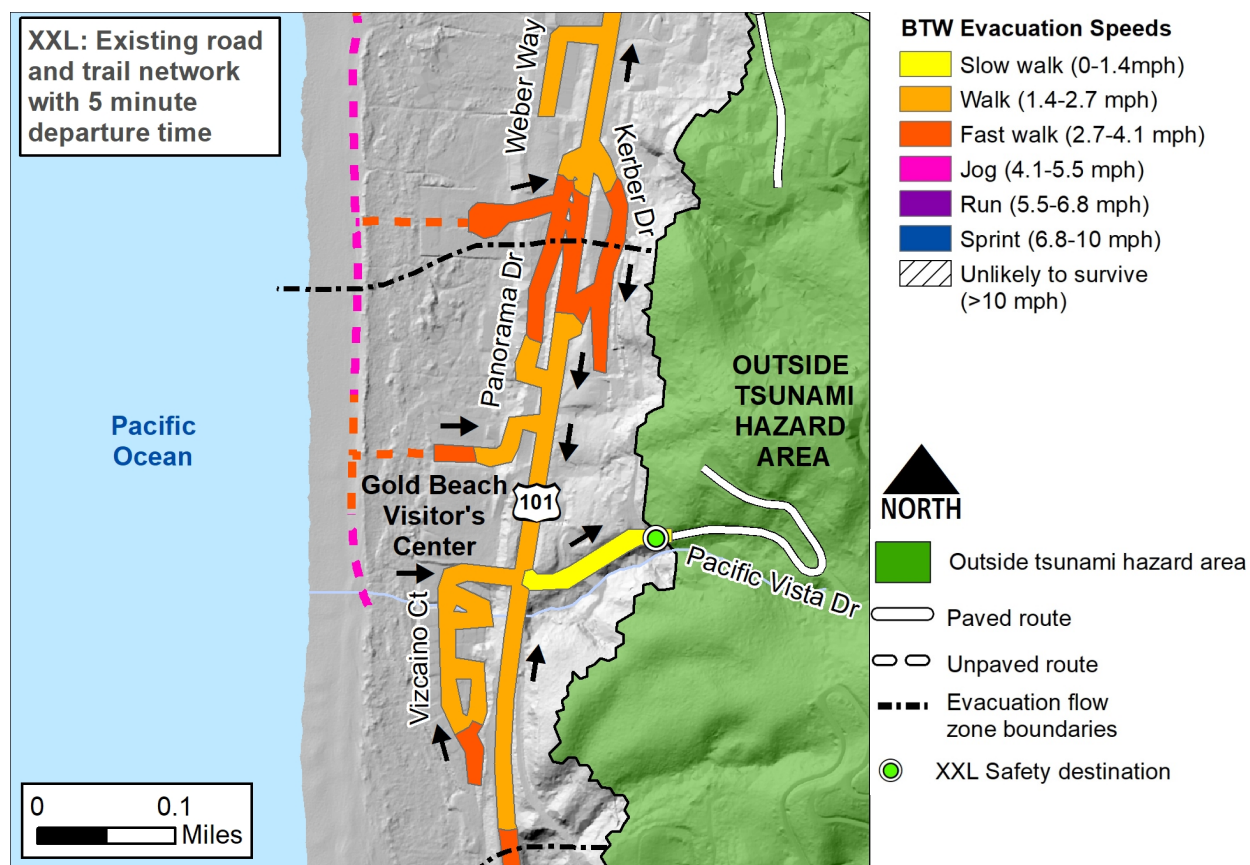 XXL: Existing road
and trail network
with 5 minute
departure time
Weber Way
Kerber Dr
Panorama Dr
Pacific
Ocean
OUTSIDE
TSUNAMI
HAZARD
AREA
Gold Beach
Visitor's
Center
101
Pacific Vista Dr
Vizcaino Ct
0 0.1
Miles
BTW Evacuation Speeds
Slow walk (0-1.4mph)
Walk (1.4-2.7 mph)
Fast walk (2.7-4.1 mph)
Jog (4.1-5.5 mph)
Run (5.5-6.8 mph)
Sprint (6.8-10 mph)
Unlikely to survive
(>10 mph)
NORTH
Outside tsunami hazard area
Paved route
Unpaved route
Evacuation flow
zone boundaries
XXL Safety destination